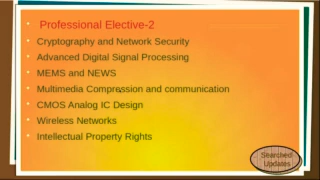 Professional Elective-2
Cryptography and Network Security
Advanced Digital Signal Processing
MEMS and NEWS
Multimedia Compression and communication
CMOS Analog IC Design
Wireless Networks
Intellectual Property Rights
Searched
Updates